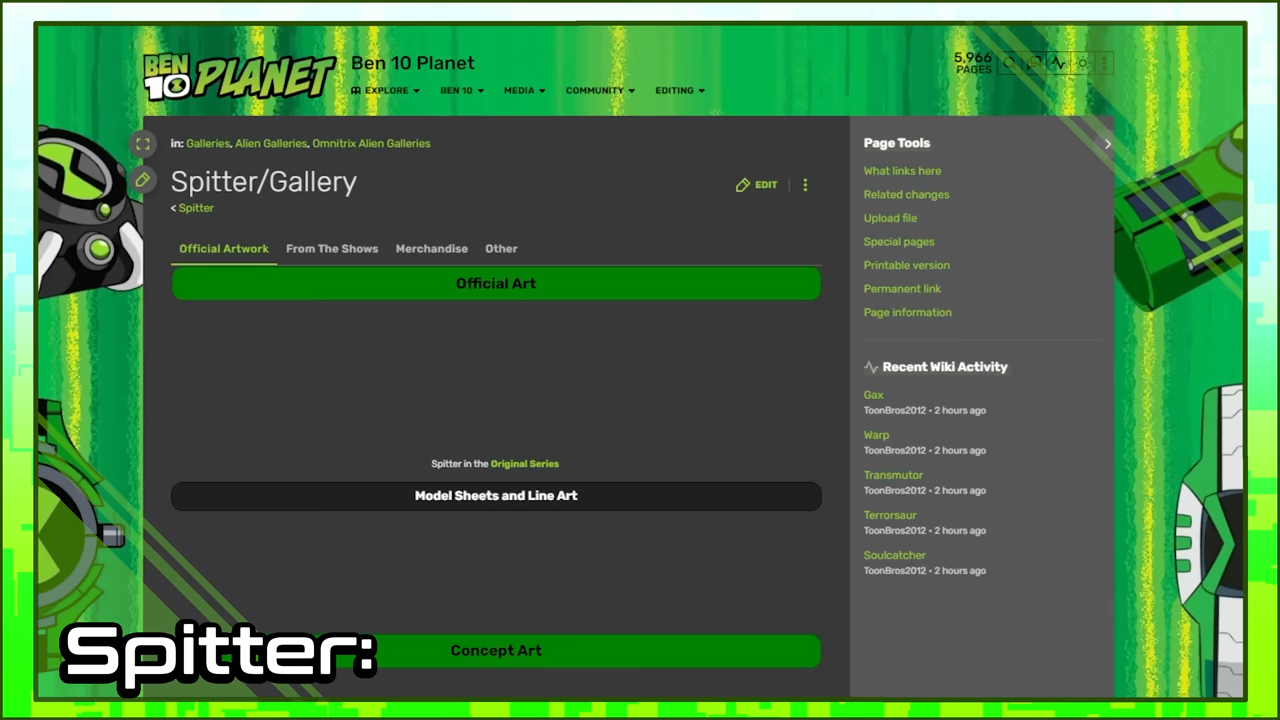 BEN 10 PLANET
Ben 10 Planet
5,966
PAGES
EXPLORE
BEN 10
MEDIA
COMMUNITY
EDITING
in: Galleries, Alien Galleries, Omnitrix Alien Galleries
Spitter/Gallery
EDIT
< Spitter
Official Artwork
From The Shows
Merchandise
Other
Official Art
Spitter in the Original Series
Model Sheets and Line Art
Concept Art
Page Tools
What links here
Related changes
Upload file
Special pages
Printable version
Permanent link
Page information
Recent Wiki Activity
Gax
ToonBros2012 • 2 hours ago
Warp
ToonBros2012 • 2 hours ago
Transmutor
ToonBros2012 • 2 hours ago
Terrorsaur
ToonBros2012 • 2 hours ago
Soulcatcher
ToonBros2012 • 2 hours ago
Spitter: